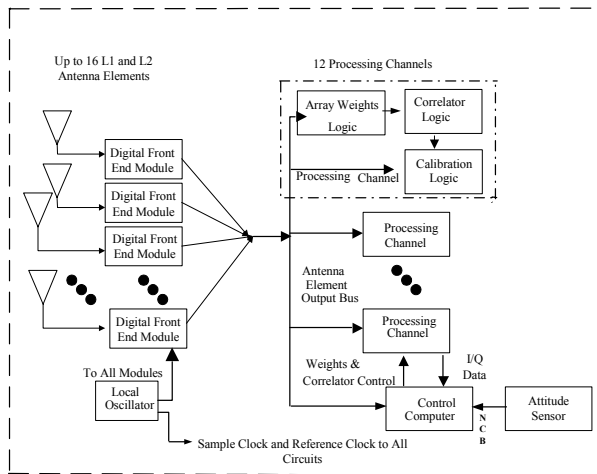 Up to 16 L1 and L2
Antenna Elements
12 Processing Channels
Array Weights
Logic
Correlator
Logic
Calibration
Logic
Processing Channel
Digital Front
End Module
Digital Front
End Module
Digital Front
End Module
Digital Front
End Module
Processing
Channel
Antenna
Element
Output Bus
Processing
Channel
To All Modules
Local
Oscillator
Weights &
Correlator Control
I/Q
Data
Control
Computer
N
C
B
Attitude
Sensor
Sample Clock and Reference Clock to All
Circuits